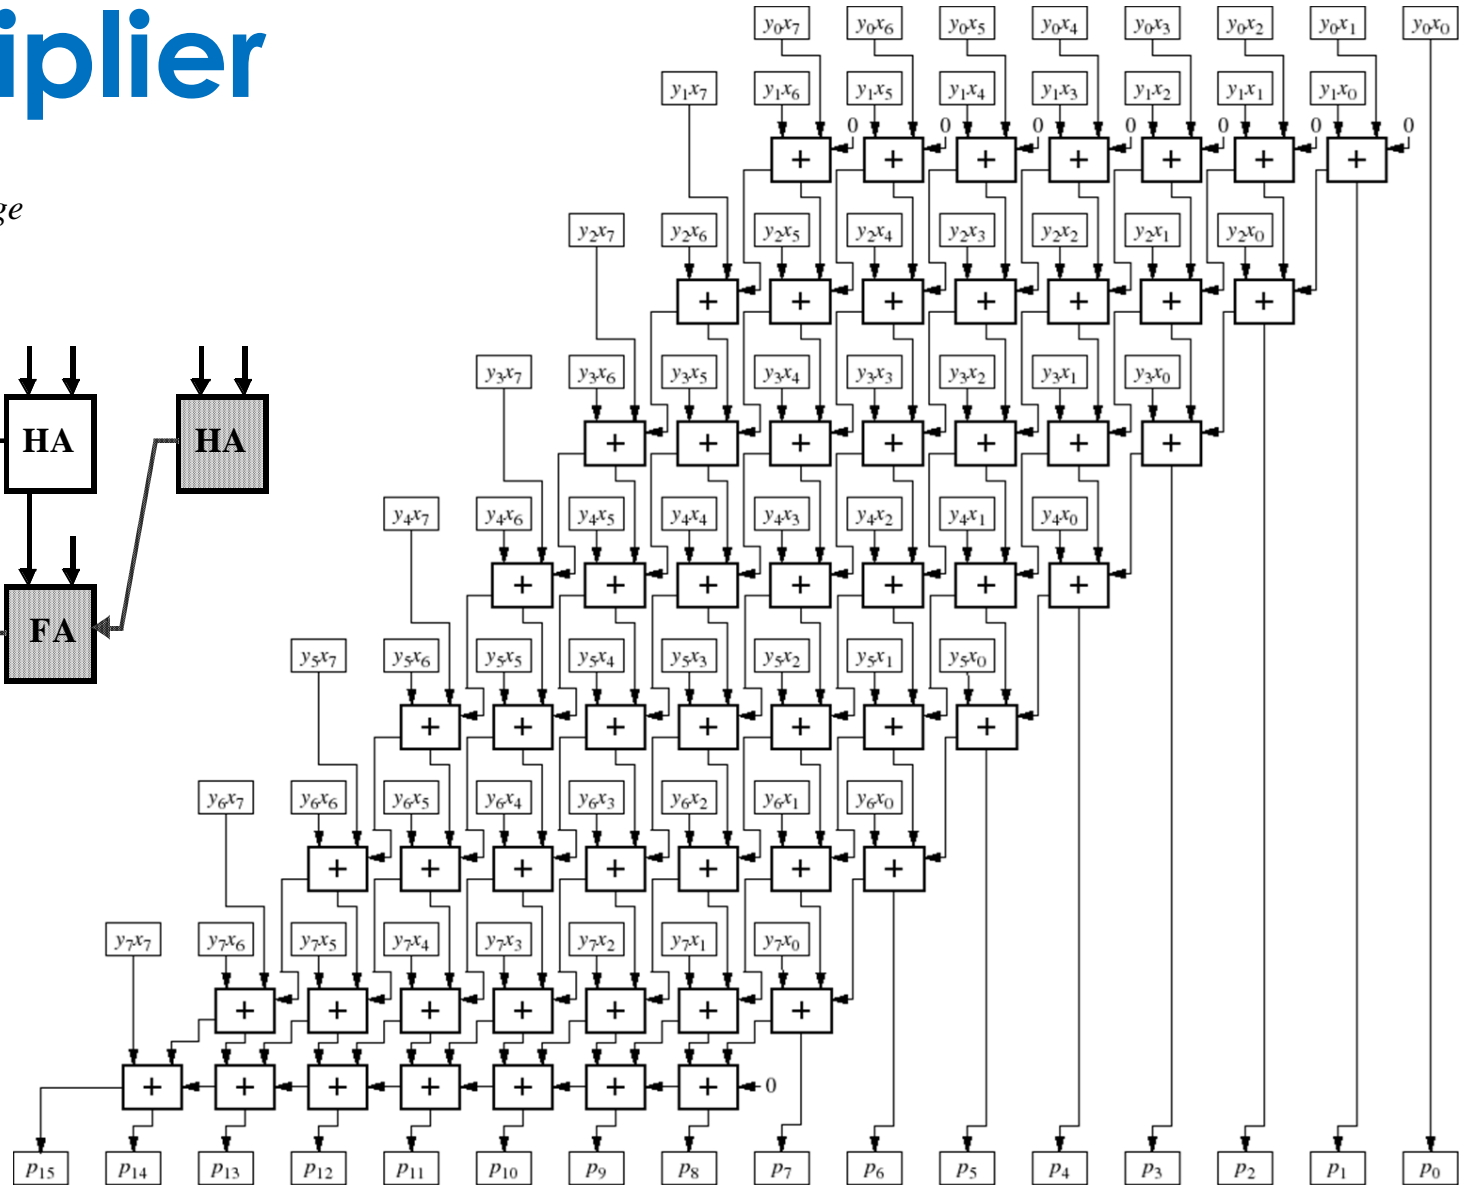 iplier
ge
HA HA
FA
y0x7 y0x6 y0x5 y0x4 y0x3 y0x2 y0x1 y0x0
y1x7 y1x6 y1x5 y1x4 y1x3 y1x2 y1x1 y1x0
0 0 0 0 0 0 0
+ + + + + + +
y2x7 y2x6 y2x5 y2x4 y2x3 y2x2 y2x1 y2x0
+ + + + + + +
y3x7 y3x6 y3x5 y3x4 y3x3 y3x2 y3x1 y3x0
+ + + + + + +
y4x7 y4x6 y4x5 y4x4 y4x3 y4x2 y4x1 y4x0
+ + + + + + +
y5x7 y5x6 y5x5 y5x4 y5x3 y5x2 y5x1 y5x0
+ + + + + + +
y6x7 y6x6 y6x5 y6x4 y6x3 y6x2 y6x1 y6x0
+ + + + + + +
y7x7 y7x6 y7x5 y7x4 y7x3 y7x2 y7x1 y7x0
+ + + + + + +
+ + + + + + + 0
p15 p14 p13 p12 p11 p10 p9 p8 p7 p6 p5 p4 p3 p2 p1 p0